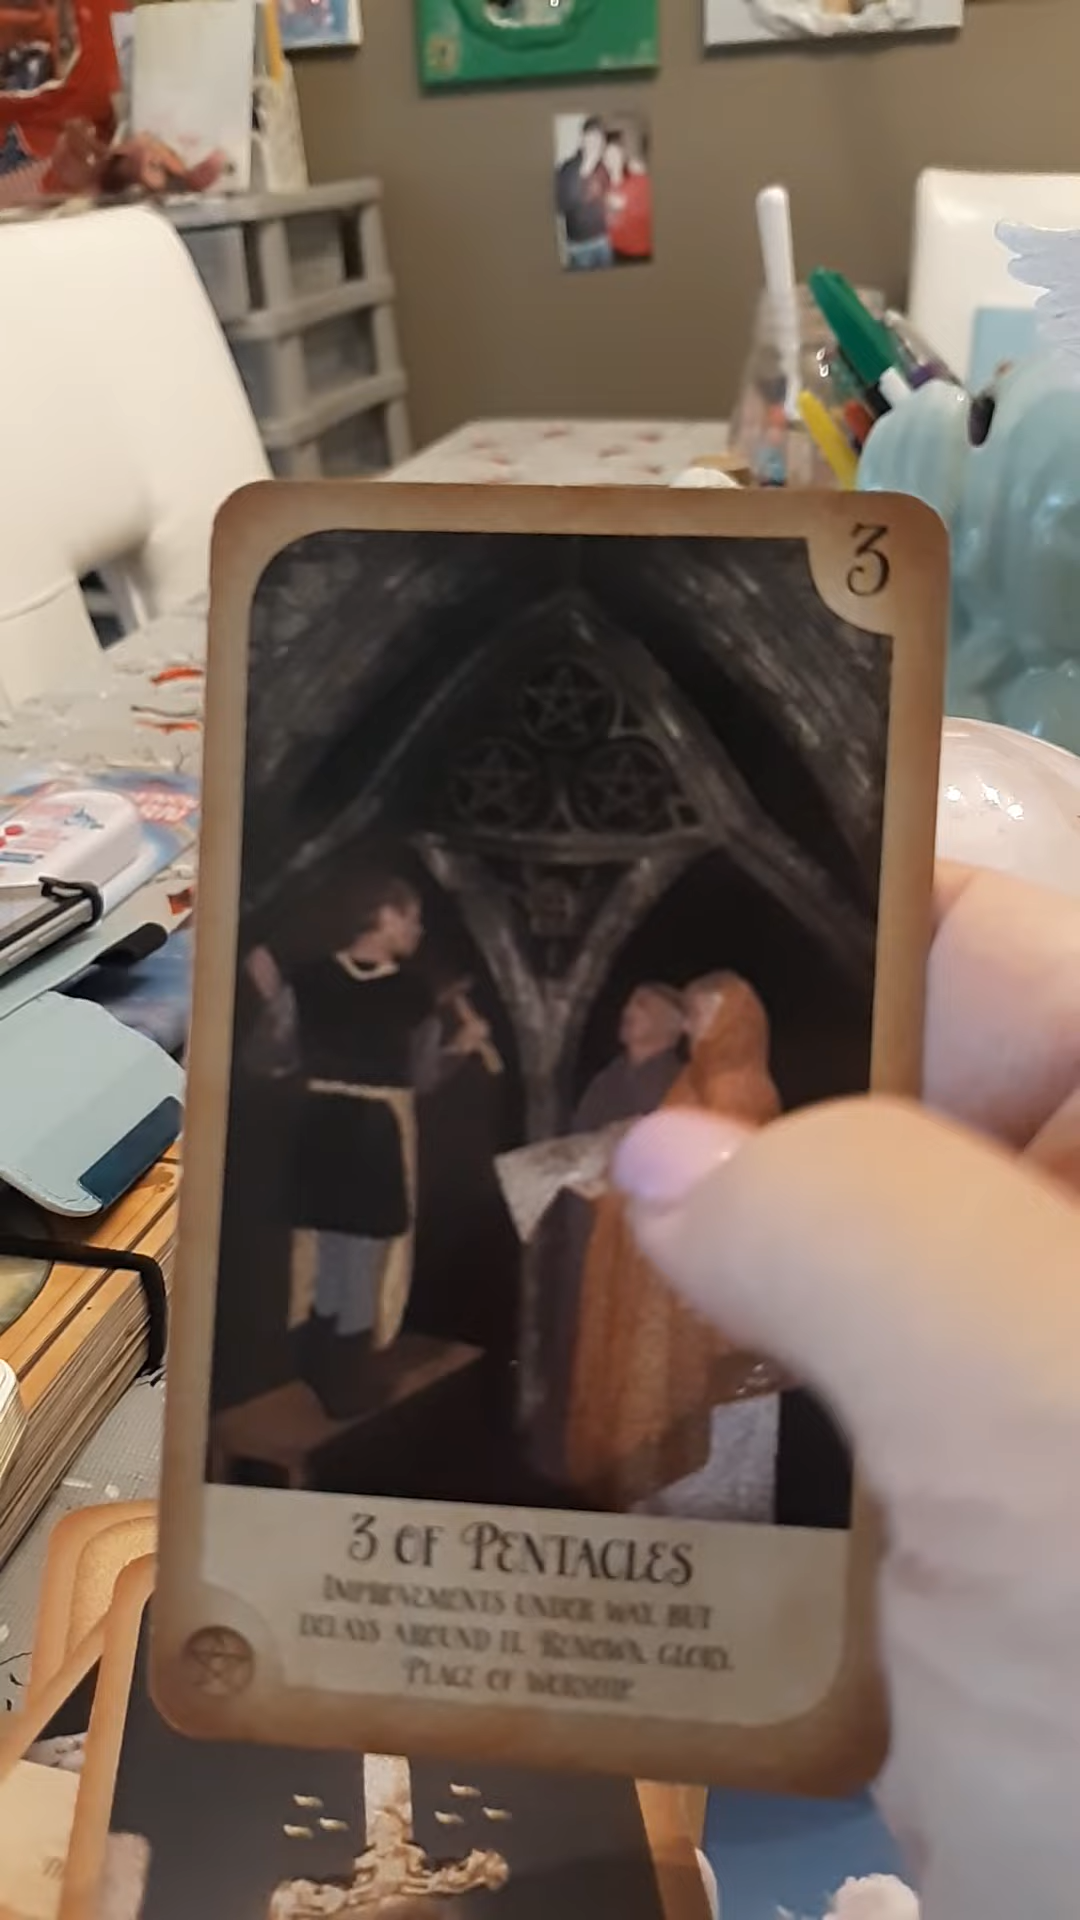 3
3 of Pentacles
Improvements under way but
delays around it. Renown, glory.
Place of worship.